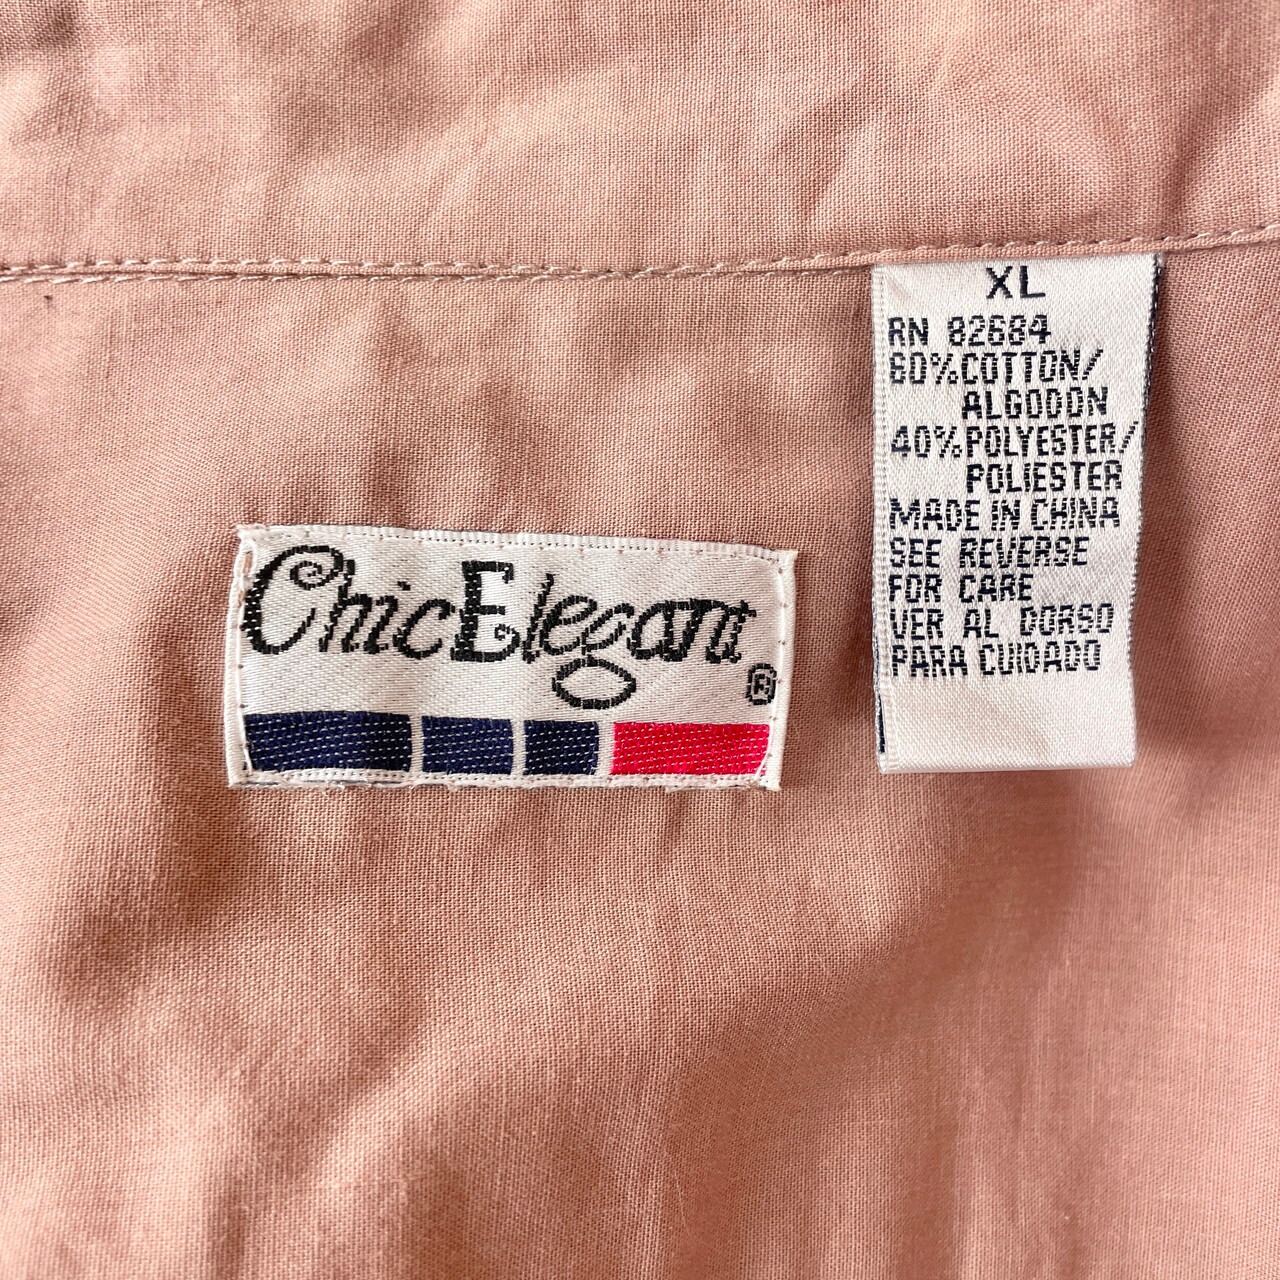 ChicElegant®
XL
RN 82684
60%COTTON/
ALGODON
40%POLYESTER/
POLIESTER
MADE IN CHINA
SEE REVERSE
FOR CARE
VER AL DORSO
PARA CUIDADO